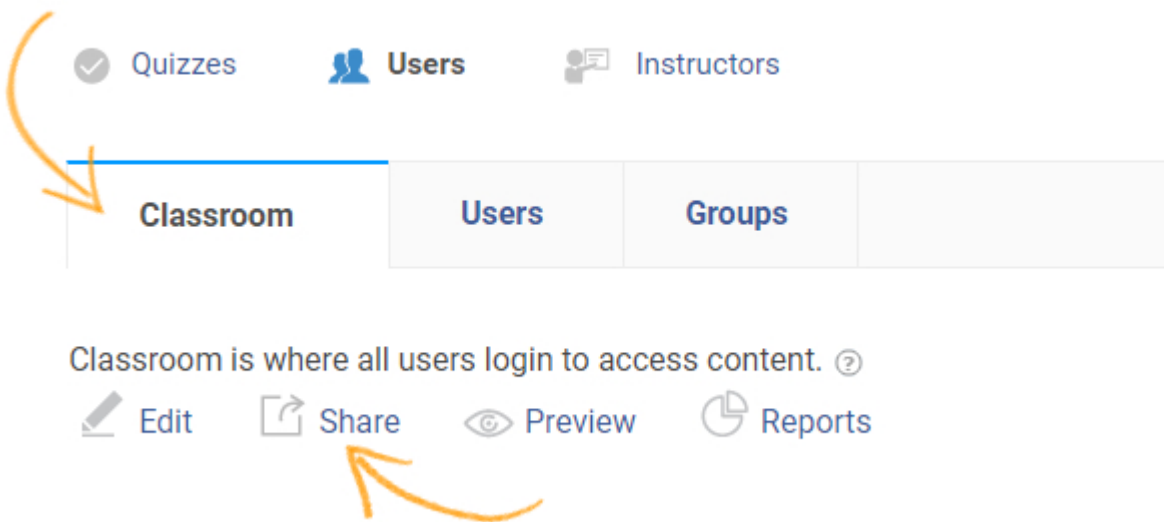 Quizzes Users Instructors
Classroom Users Groups
Classroom is where all users login to access content. ?
Edit Share Preview Reports